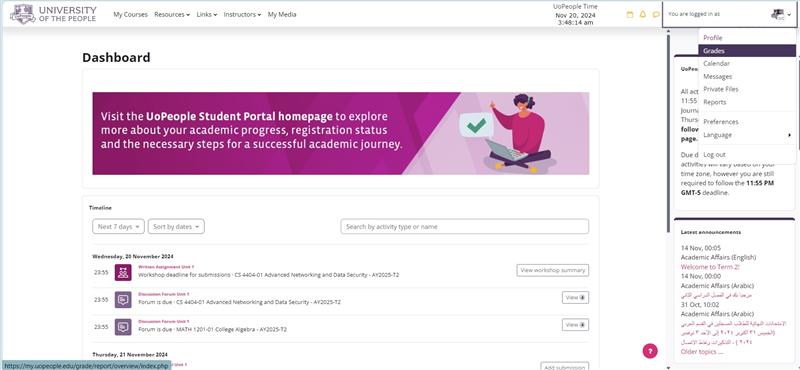 UNIVERSITY
OF THE PEOPLE
My Courses
Resources
Links
Instructors
My Media
UoPeople Time
Nov 20, 2024
3:48:14 am
You are logged in as
Profile
Grades
Calendar
Messages
Private Files
Reports
Preferences
Language
Log out
Dashboard
Visit the UoPeople Student Portal homepage to explore
more about your academic progress, registration status
and the necessary steps for a successful academic journey.
Timeline
Next 7 days
Sort by dates
Search by activity type or name
Wednesday, 20 November 2024
23:55
Written Assignment Unit 1
Workshop deadline for submissions · CS 4404-01 Advanced Networking and Data Security - AY2025-T2
View workshop summary
23:55
Discussion Forum Unit 1
Forum is due · CS 4404-01 Advanced Networking and Data Security - AY2025-T2
View 4
23:55
Discussion Forum Unit 1
Forum is due · MATH 1201-01 College Algebra - AY2025-T2
View
Thursday, 21 November 2024
Unit 1
Add submission
UoPeop
All act
11:55
Journa
Thursd
follow
page.
Due d
activities will vary based on your
time zone, however you are still
required to follow the 11:55 PM
GMT-5 deadline.
Latest announcements
14 Nov, 00:05
Academic Affairs (English)
Welcome to Term 2!
14 Nov, 00:00
Academic Affairs (Arabic)
مرحبا بك في الفصل الدراسي الثاني
31 Oct, 10:02
Academic Affairs (Arabic)
الامتحانات النهائية للطلاب المسجلين في القسم العربي
(الخميس ٣١ أكتوبر ٢٠٢٤ إلى الأحد ٣ نوفمبر
٢٠٢٤ ) - التذكيرات ونقاط الاتصال
Older topics ...
?
https://my.uopeople.edu/grade/report/overview/index.php